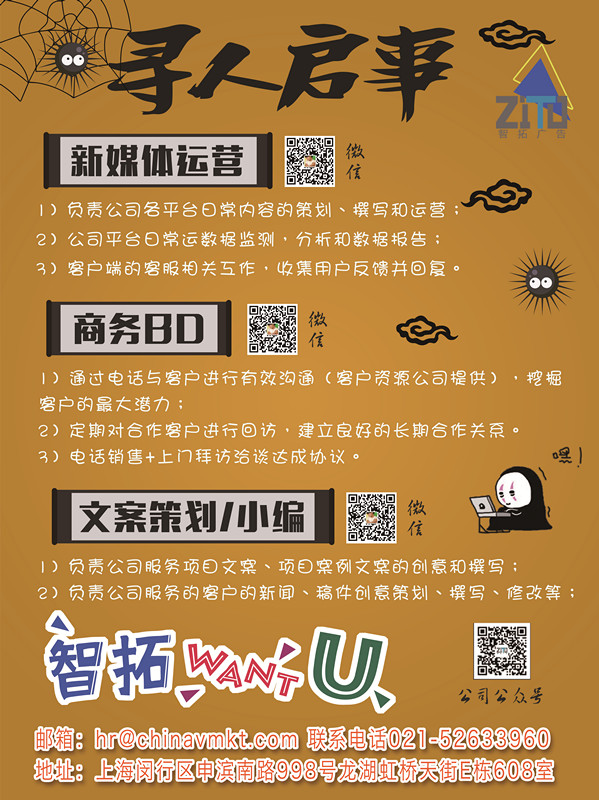 寻人启事
ZITO
智拓广告
新媒体运营
微信
1）负责公司各平台日常内容的策划、撰写和运营；
2）公司平台日常运数据监测，分析和数据报告；
3）客户端的客服相关工作，收集用户反馈并回复。
商务BD
微信
1）通过电话与客户进行有效沟通（客户资源公司提供），挖掘
客户的最大潜力；
2）定期对合作客户进行回访，建立良好的长期合作关系。
3）电话销售+上门拜访洽谈达成协议。
嘿！
文案策划/小编
微信
1）负责公司服务项目文案、项目案例文案的创意和撰写；
2）负责公司服务的客户的新闻、稿件创意策划、撰写、修改等；
智拓 WANT U
ZITO
公司公众号
邮箱：hr@chinavmkt.com 联系电话021-52633960
地址：上海闵行区申滨南路998号龙湖虹桥天街E栋608室